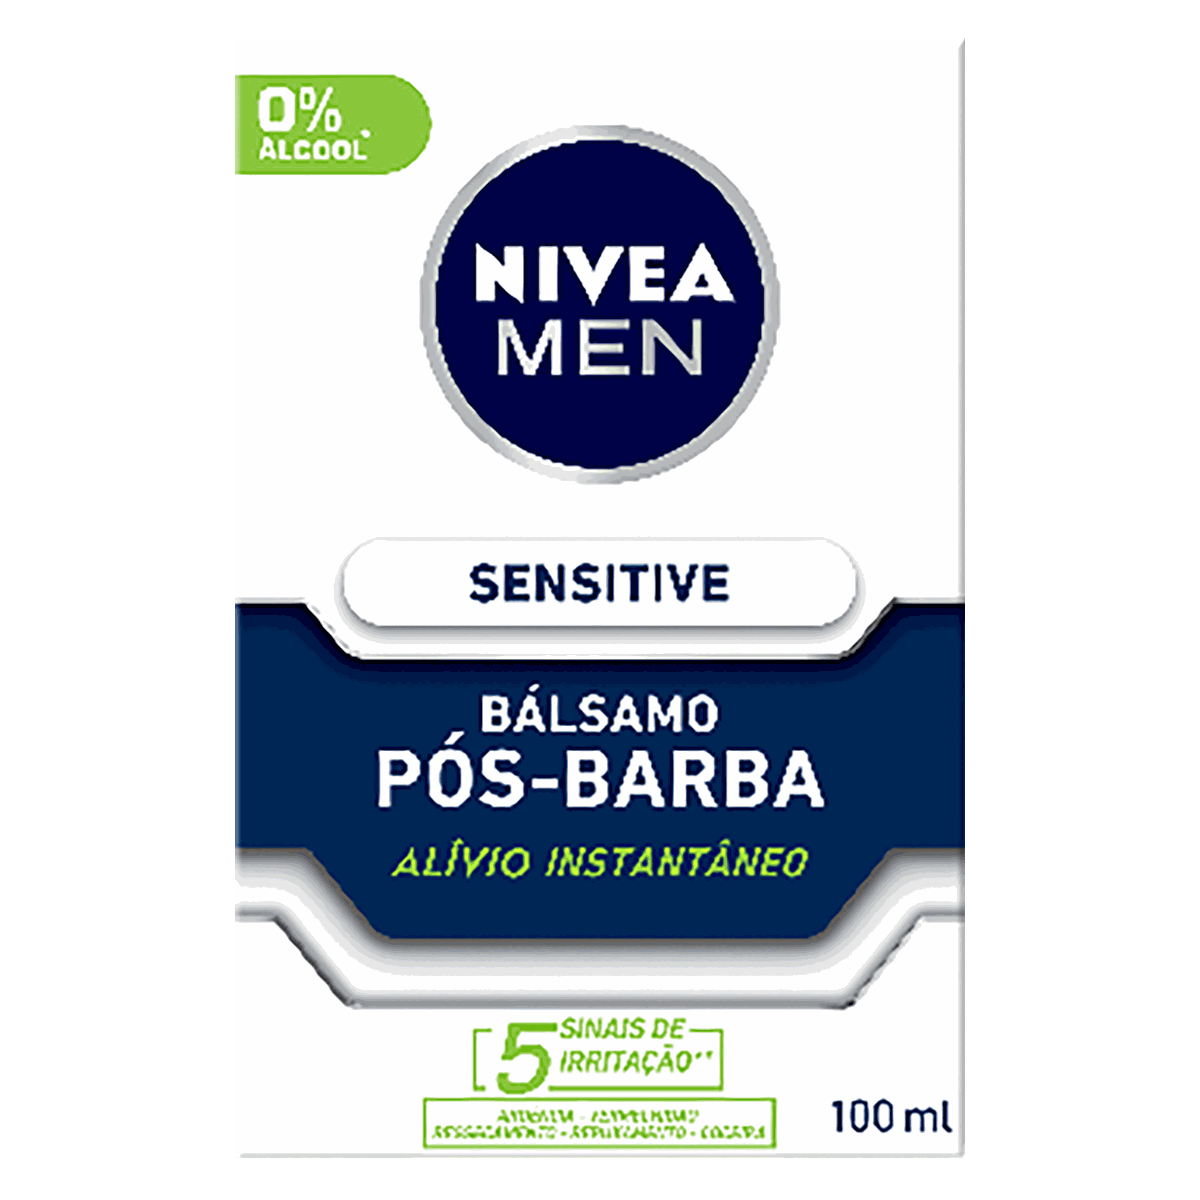 0%
ALCOOL*
NIVEA
MEN
SENSITIVE
BÁLSAMO
PÓS-BARBA
ALÍVIO INSTANTÂNEO
5 SINAIS DE
IRRITAÇÃO**
100 ml